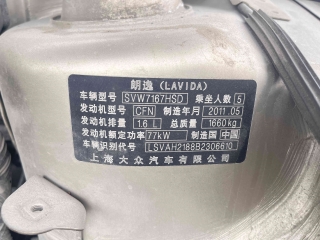 朗逸 (LAVIDA)
车辆型号 SVW7167HSD 乘坐人数 5
发动机型号 CFN 制造年月 2011.05
发动机排量 1.6 L 总质量 1660 kg
发动机额定功率 77kW 制造国 中国
车辆识别代号 LSVAH2188B2306610
上海大众汽车有限公司